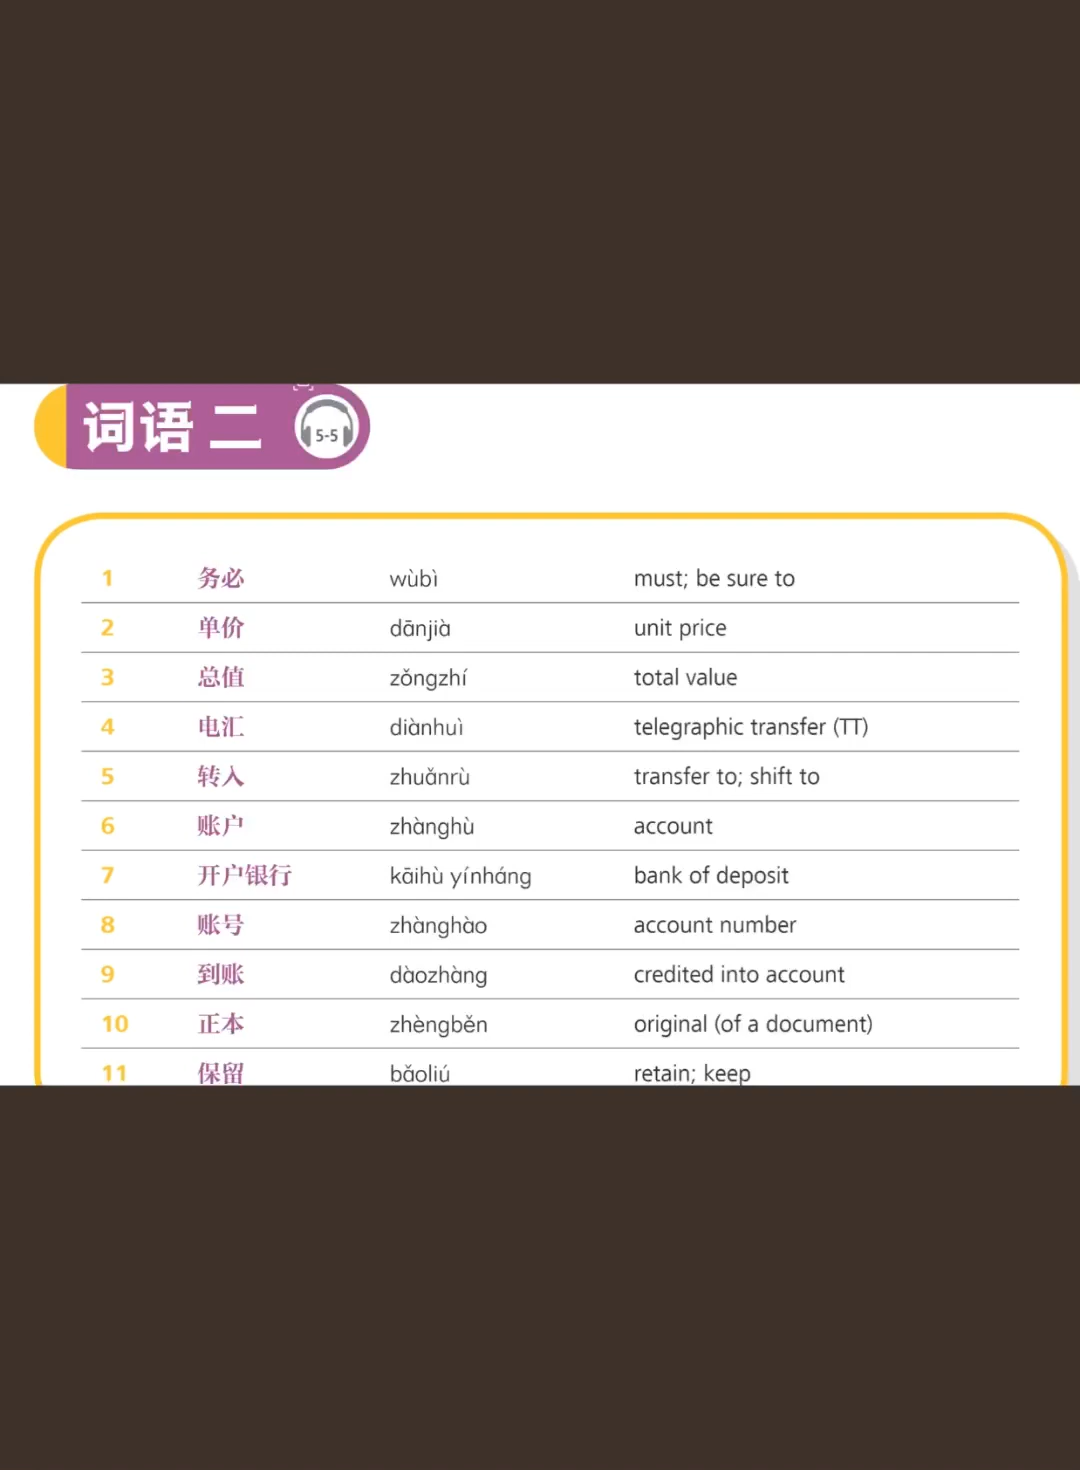 词语二 5-5
1 务必 wùbì must; be sure to
2 单价 dānjià unit price
3 总值 zǒngzhí total value
4 电汇 diànhuì telegraphic transfer (TT)
5 转入 zhuǎnrù transfer to; shift to
6 账户 zhànghù account
7 开户银行 kāihù yínháng bank of deposit
8 账号 zhànghào account number
9 到账 dàozhàng credited into account
10 正本 zhèngběn original (of a document)
11 保留 bǎoliú retain; keep